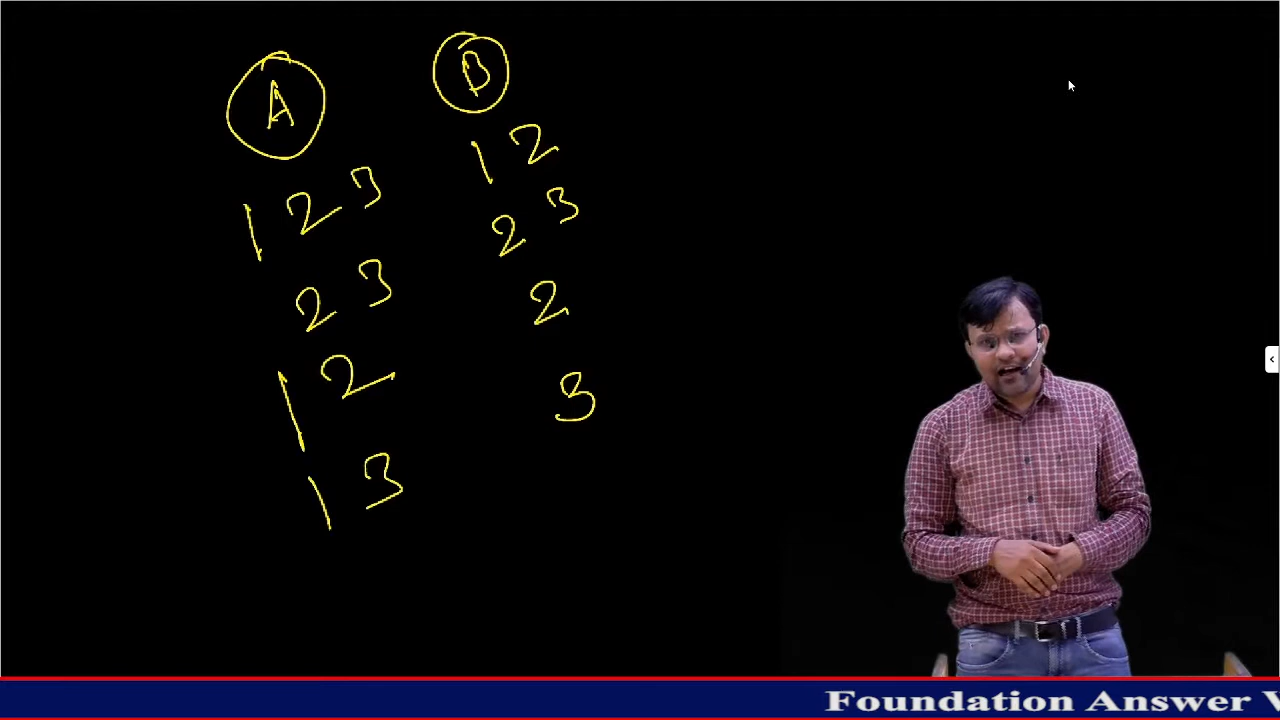 A
1 2 3
2 3
1 2
1 3
B
1 2
2 3
2
3
Foundation Answer